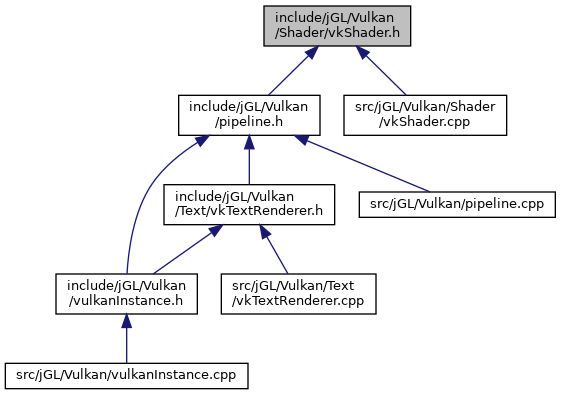 include/jGL/Vulkan
/Shader/vkShader.h
include/jGL/Vulkan
/pipeline.h
src/jGL/Vulkan/Shader
/vkShader.cpp
include/jGL/Vulkan
/Text/vkTextRenderer.h
src/jGL/Vulkan/pipeline.cpp
include/jGL/Vulkan
/vulkanInstance.h
src/jGL/Vulkan/Text
/vkTextRenderer.cpp
src/jGL/Vulkan/vulkanInstance.cpp